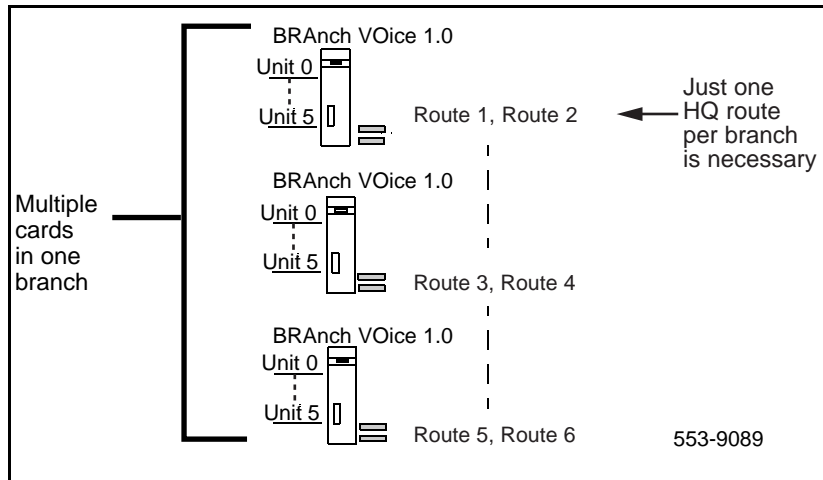 BRAnch VOice 1.0
Unit 0
Unit 5
Route 1, Route 2
Just one
HQ route
per branch
is necessary
Multiple
cards
in one
branch
BRAnch VOice 1.0
Unit 0
Unit 5
Route 3, Route 4
BRAnch VOice 1.0
Unit 0
Unit 5
Route 5, Route 6
553-9089